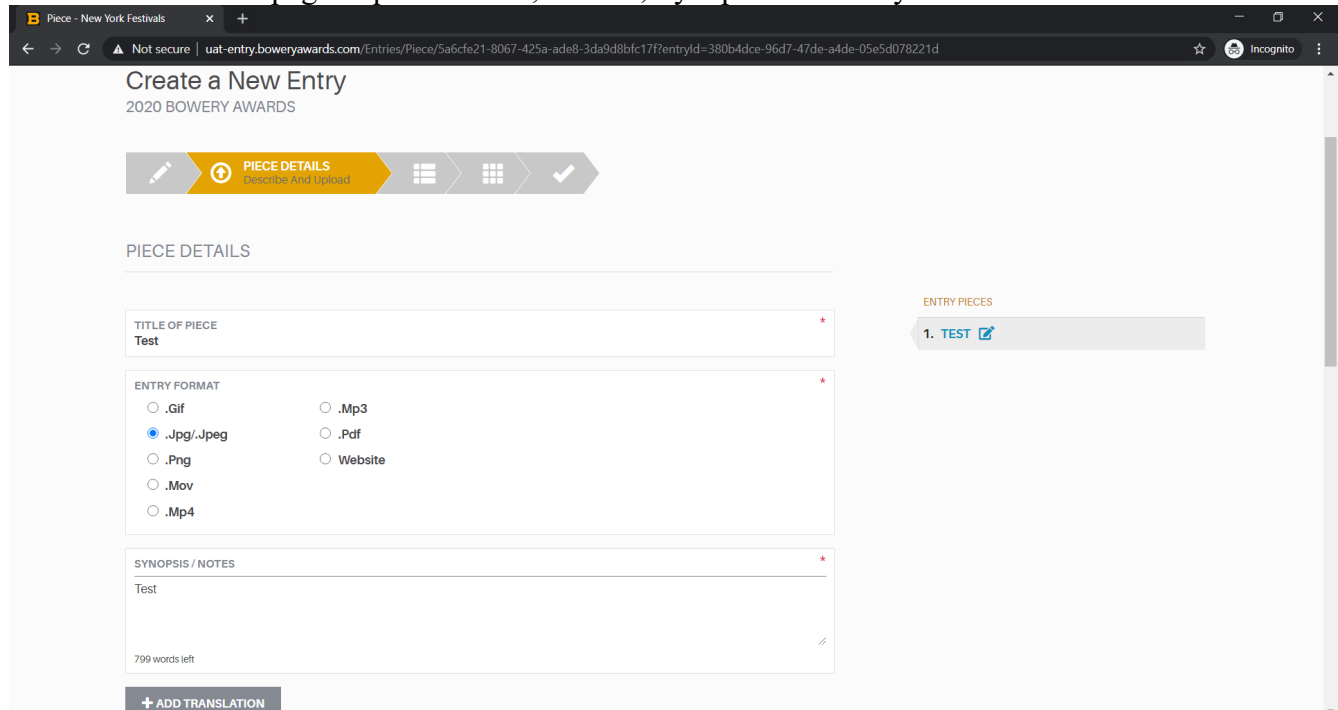 Piece - New York Festivals
Not secure | uat-entry.boweryawards.com/Entries/Piece/5a6cfe21-8067-425a-ade8-3da9d8bfc17f?entryId=380b4dce-96d7-47de-a4de-05e5d078221d
Incognito
Create a New Entry
2020 BOWERY AWARDS
PIECE DETAILS
Describe And Upload
PIECE DETAILS
TITLE OF PIECE *
Test
ENTRY FORMAT *
.Gif
.Jpg/.Jpeg
.Png
.Mov
.Mp4
.Mp3
.Pdf
Website
SYNOPSIS / NOTES *
Test
799 words left
+ ADD TRANSLATION
ENTRY PIECES
1. TEST